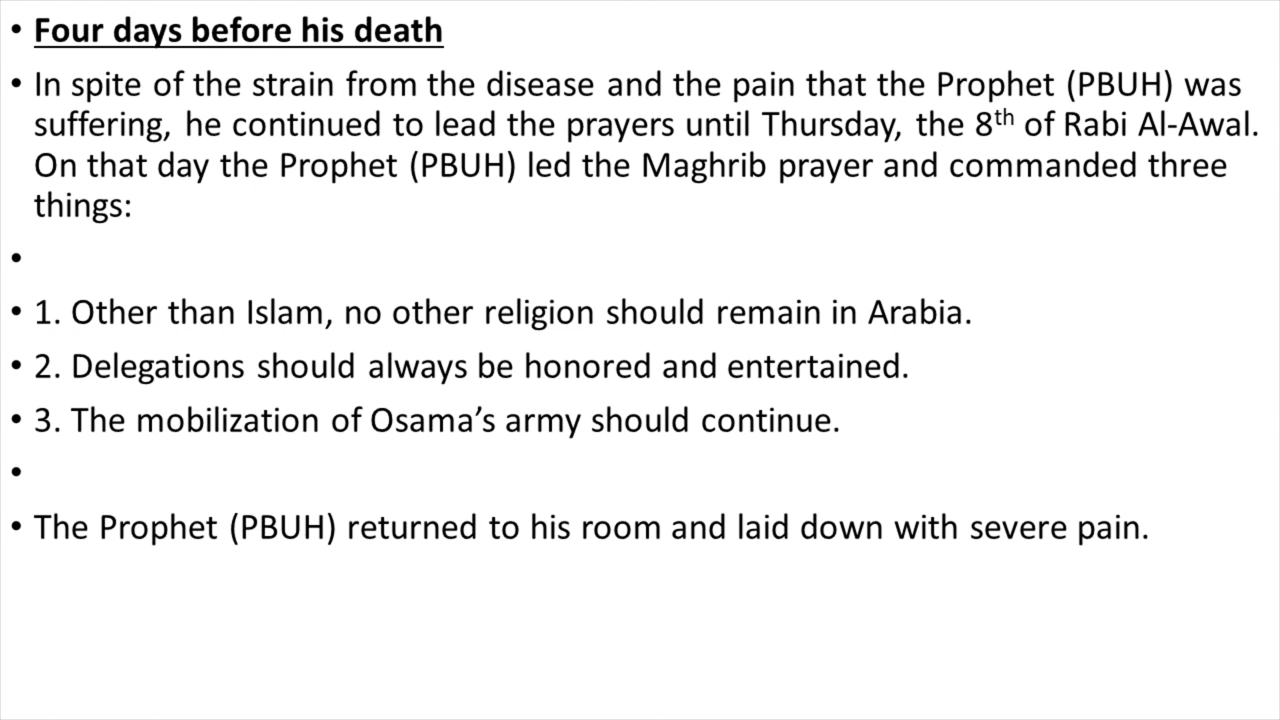 • Four days before his death
• In spite of the strain from the disease and the pain that the Prophet (PBUH) was
suffering, he continued to lead the prayers until Thursday, the 8th of Rabi Al-Awal.
On that day the Prophet (PBUH) led the Maghrib prayer and commanded three
things:
•
• 1. Other than Islam, no other religion should remain in Arabia.
• 2. Delegations should always be honored and entertained.
• 3. The mobilization of Osama’s army should continue.
•
• The Prophet (PBUH) returned to his room and laid down with severe pain.